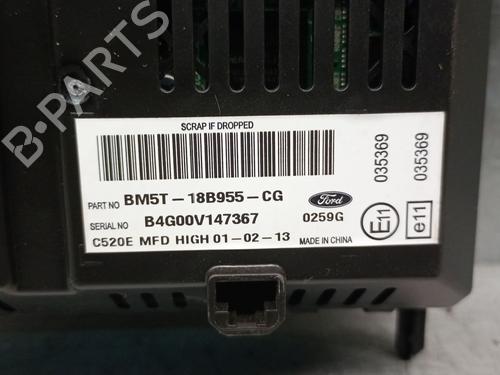 B-PARTS
SCRAP IF DROPPED
PART NO BM5T-18B955-CG
Ford
SERIAL NO B4G00V147367 0259G
C520E MFD HIGH 01-02-13 MADE IN CHINA
035369
E11
035369
e11